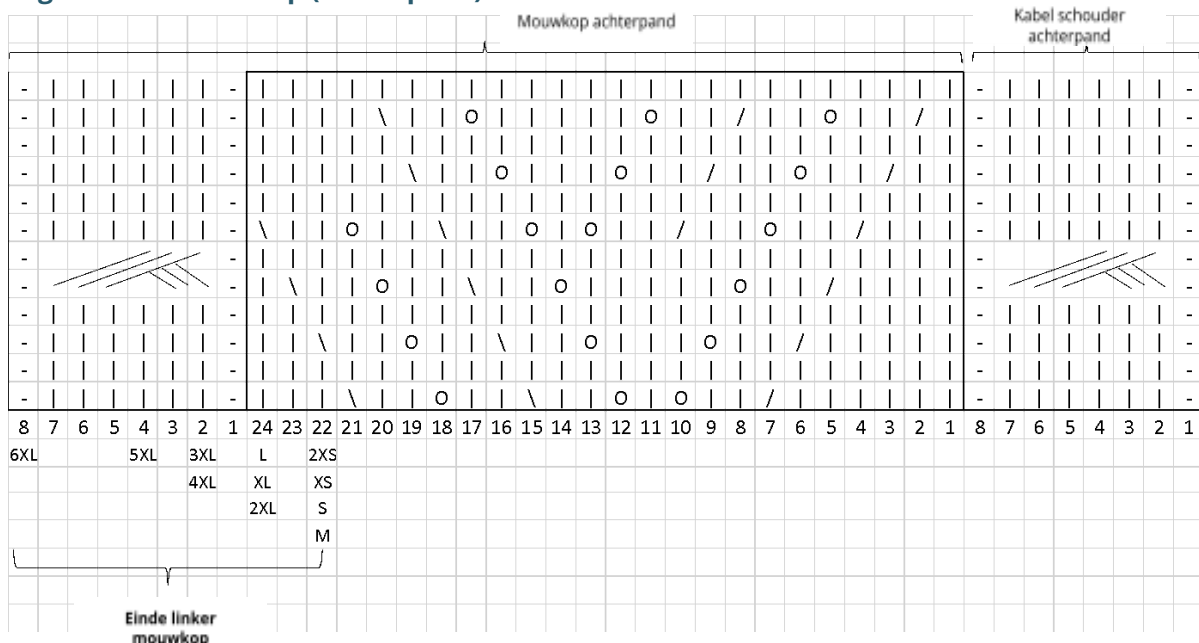 Mouwkop achterpand
Kabel schouder
achterpand
8 7 6 5 4 3 2 1 24 23 22 21 20 19 18 17 16 15 14 13 12 11 10 9 8 7 6 5 4 3 2 1 8 7 6 5 4 3 2 1
6XL 5XL 3XL L 2XS
4XL XL XS
2XL S
M
Einde linker
mouwkop